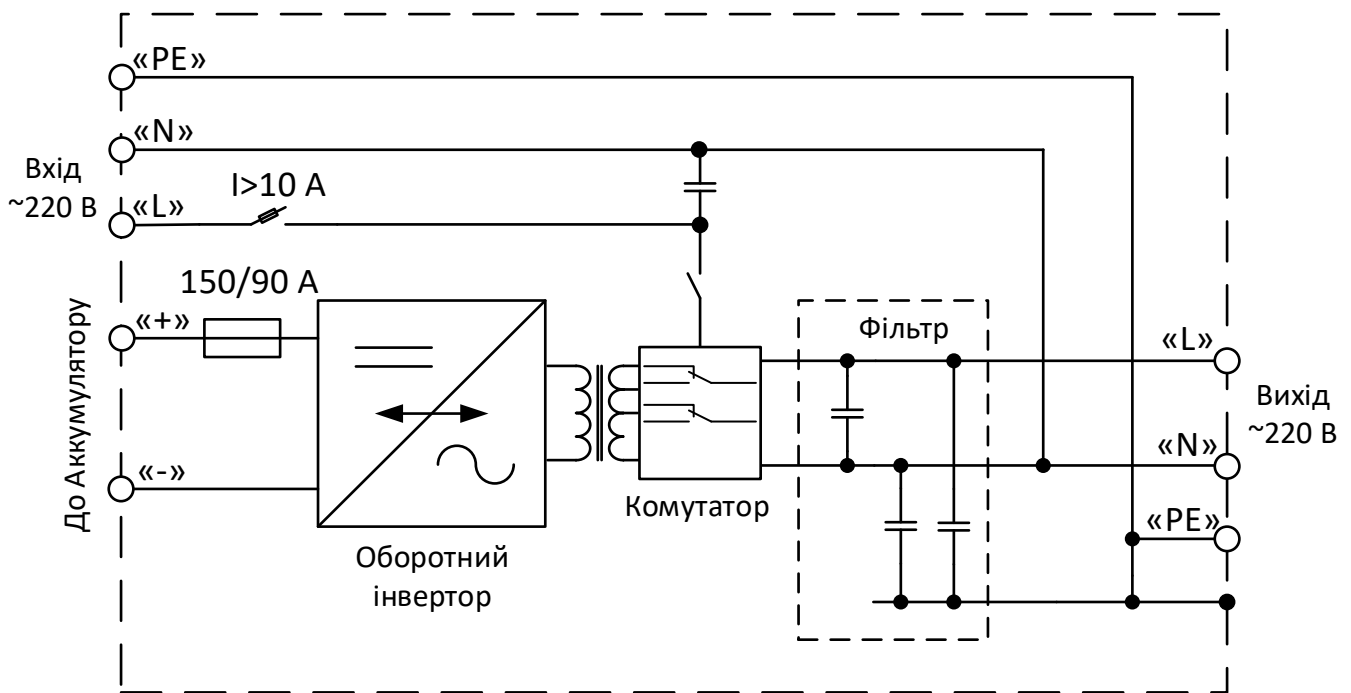 «PE»
«N»
Вхід
~220 В
I>10 A
«L»
150/90 A
До Аккумулятору
«+»
Фільтр
«L»
Вихід
~220 В
«N»
«-»
Комутатор
«PE»
Оборотний
інвертор